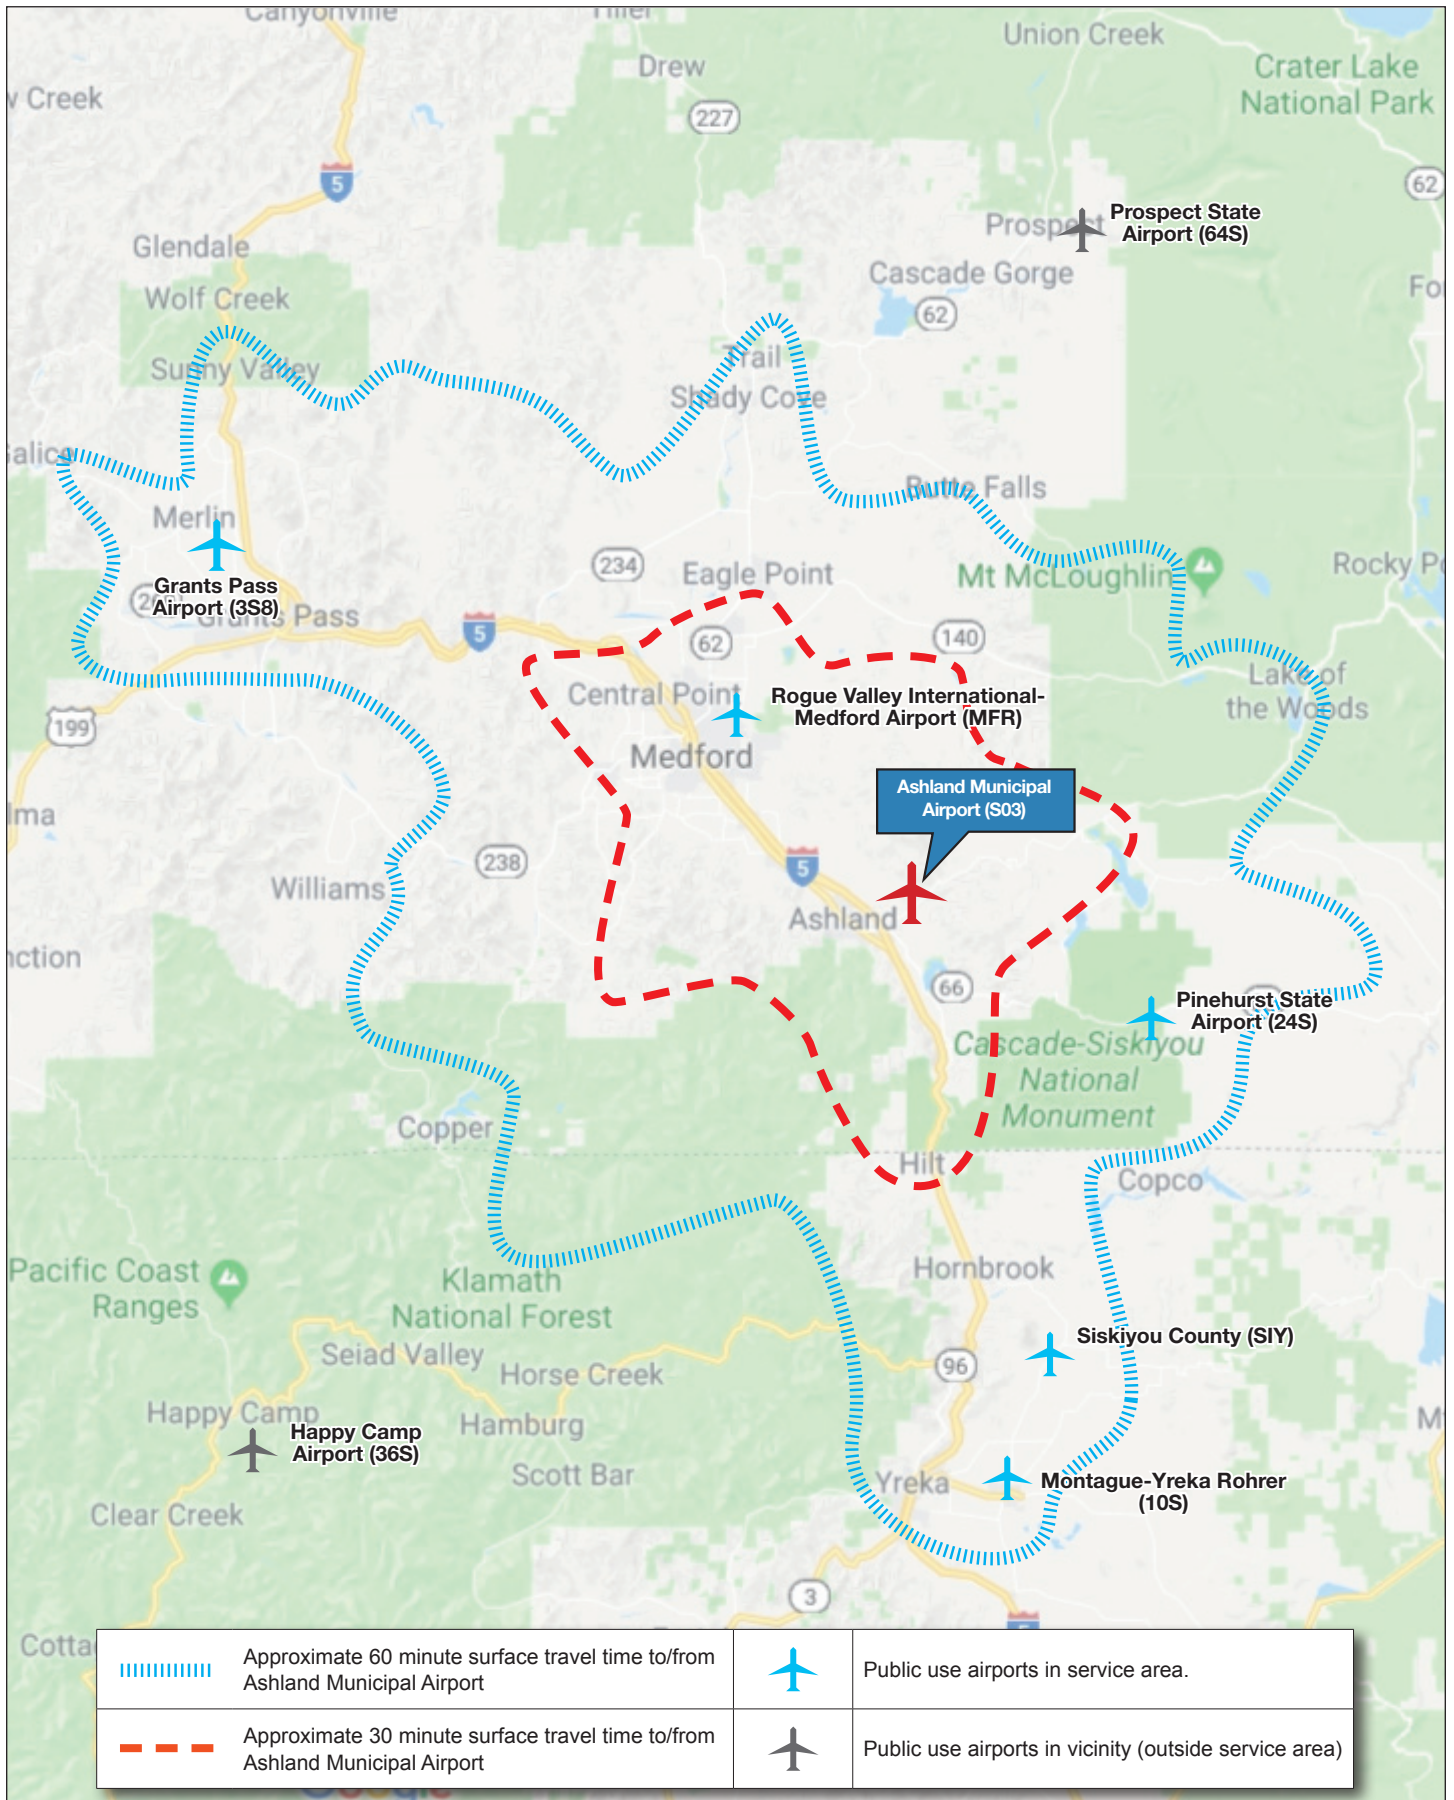 Canyonville
Tiller
Union Creek
Drew
Crater Lake
National Park
w Creek
227
5
62
Prospect State
Airport (64S)
Prospect
Glendale
Cascade Gorge
Wolf Creek
62
Sunny Valley
Trail
Shady Cove
Galice
Butte Falls
Merlin
234
Eagle Point
Mt McLoughlin
Rocky Po
Grants Pass
Airport (3S8)
Grants Pass
5
62
140
Lake of
the Woods
Central Point
Rogue Valley International-
Medford Airport (MFR)
199
Medford
Ashland Municipal
Airport (S03)
lma
238
5
Williams
Ashland
nction
66
Pinehurst State
Airport (24S)
Cascade-Siskiyou
National
Monument
Copper
Hilt
Copco
Pacific Coast
Ranges
Hornbrook
Klamath
National Forest
Siskiyou County (SIY)
Seiad Valley
Horse Creek
96
Happy Camp
Happy Camp
Airport (36S)
Hamburg
Scott Bar
Yreka
Montague-Yreka Rohrer
(10S)
Clear Creek
3
5
Cotta
Approximate 60 minute surface travel time to/from
Ashland Municipal Airport
Public use airports in service area.
Approximate 30 minute surface travel time to/from
Ashland Municipal Airport
Public use airports in vicinity (outside service area)